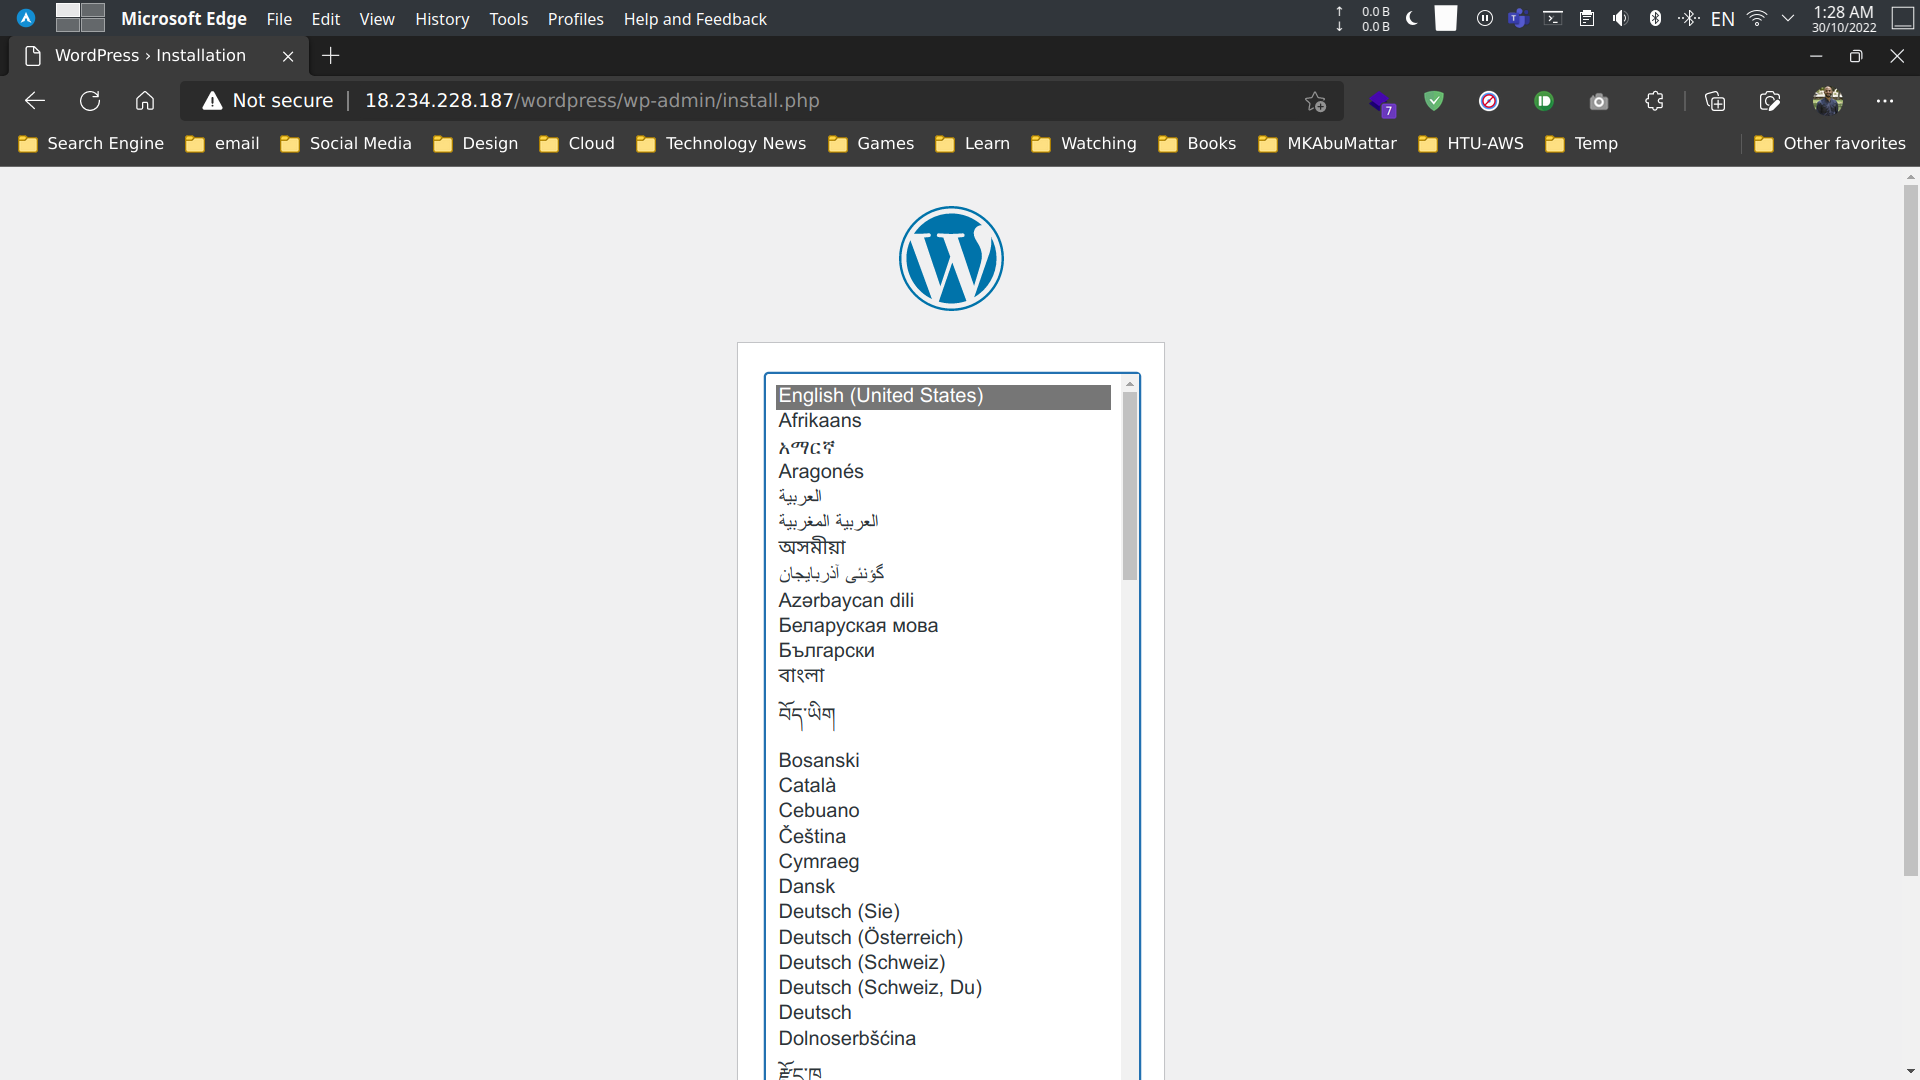 Microsoft Edge File Edit View History Tools Profiles Help and Feedback 0.0 B 0.0 B EN 1:28 AM 30/10/2022
WordPress › Installation
Not secure 18.234.228.187/wordpress/wp-admin/install.php 7
Search Engine email Social Media Design Cloud Technology News Games Learn Watching Books MKAbuMattar HTU-AWS Temp Other favorites
English (United States)
Afrikaans
አማርኛ
Aragonés
العربية
العربية المغربية
অসমীয়া
گؤنئی آذربایجان
Azərbaycan dili
Беларуская мова
Български
বাংলা
བོད་ཡིག
Bosanski
Català
Cebuano
Čeština
Cymraeg
Dansk
Deutsch (Sie)
Deutsch (Österreich)
Deutsch (Schweiz)
Deutsch (Schweiz, Du)
Deutsch
Dolnoserbšćina
རྫོང་ཁ